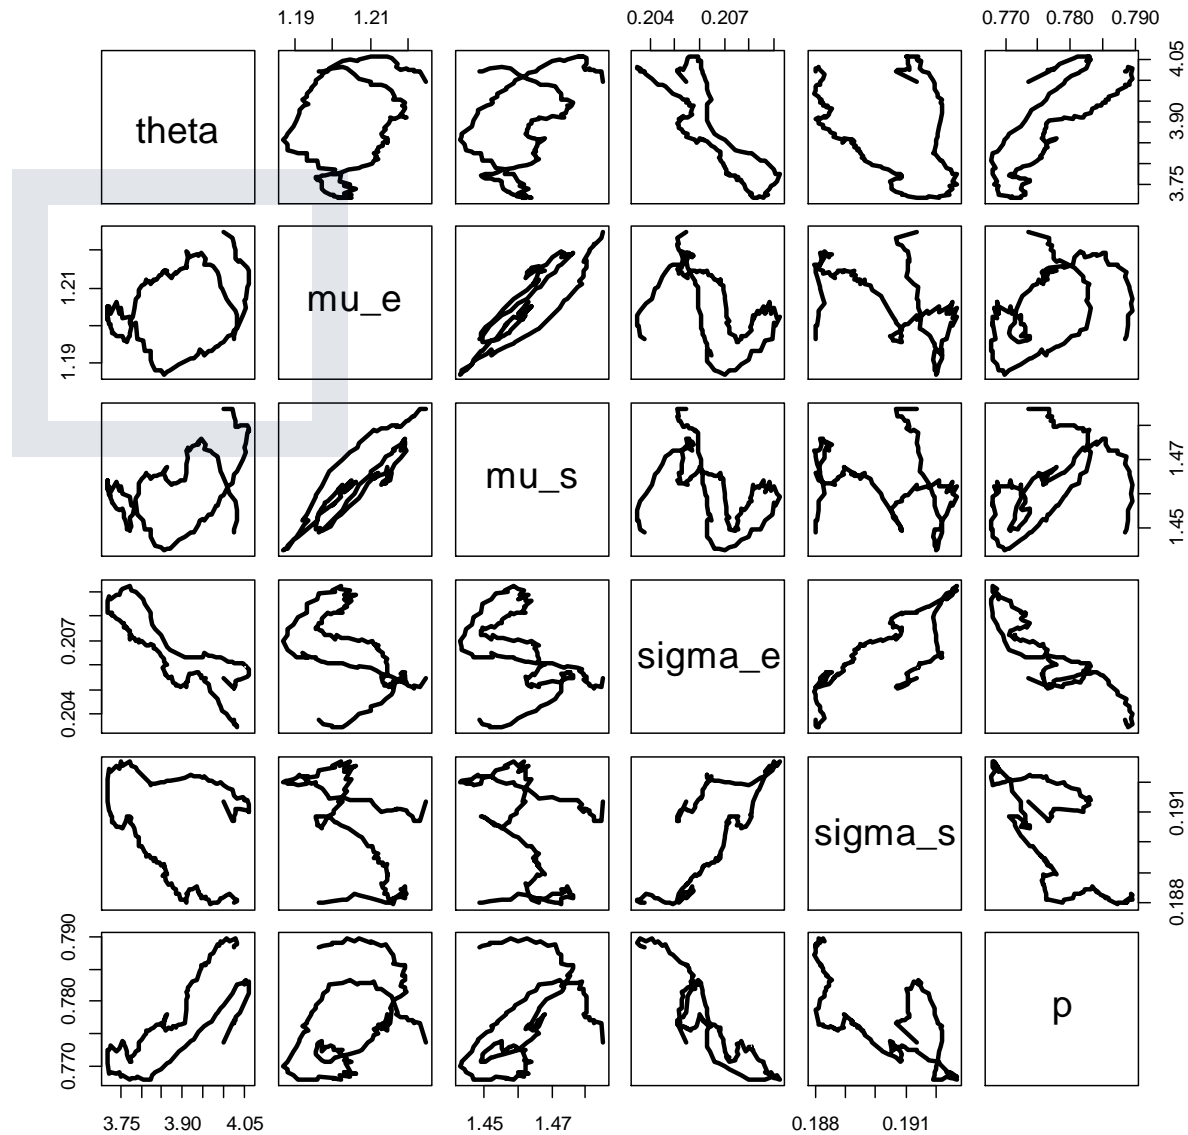 1.19 1.21 0.204 0.207 0.770 0.780 0.790
theta 3.75 3.90 4.05
1.19 1.21 mu_e
mu_s 1.45 1.47
0.204 0.207 sigma_e
sigma_s 0.188 0.191
0.770 0.780 0.790 p
3.75 3.90 4.05 1.45 1.47 0.188 0.191